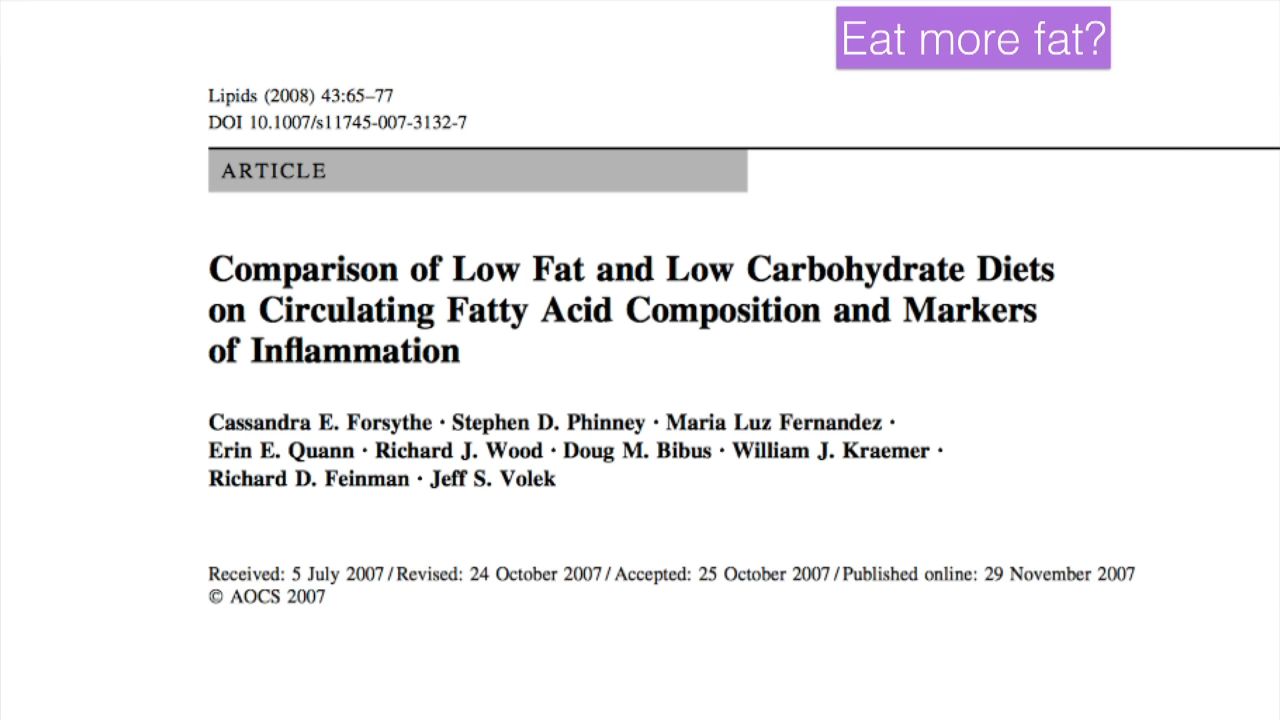 Eat more fat?
Lipids (2008) 43:65–77
DOI 10.1007/s11745-007-3132-7
ARTICLE
Comparison of Low Fat and Low Carbohydrate Diets
on Circulating Fatty Acid Composition and Markers
of Inflammation
Cassandra E. Forsythe · Stephen D. Phinney · Maria Luz Fernandez ·
Erin E. Quann · Richard J. Wood · Doug M. Bibus · William J. Kraemer ·
Richard D. Feinman · Jeff S. Volek
Received: 5 July 2007 / Revised: 24 October 2007 / Accepted: 25 October 2007 / Published online: 29 November 2007
© AOCS 2007